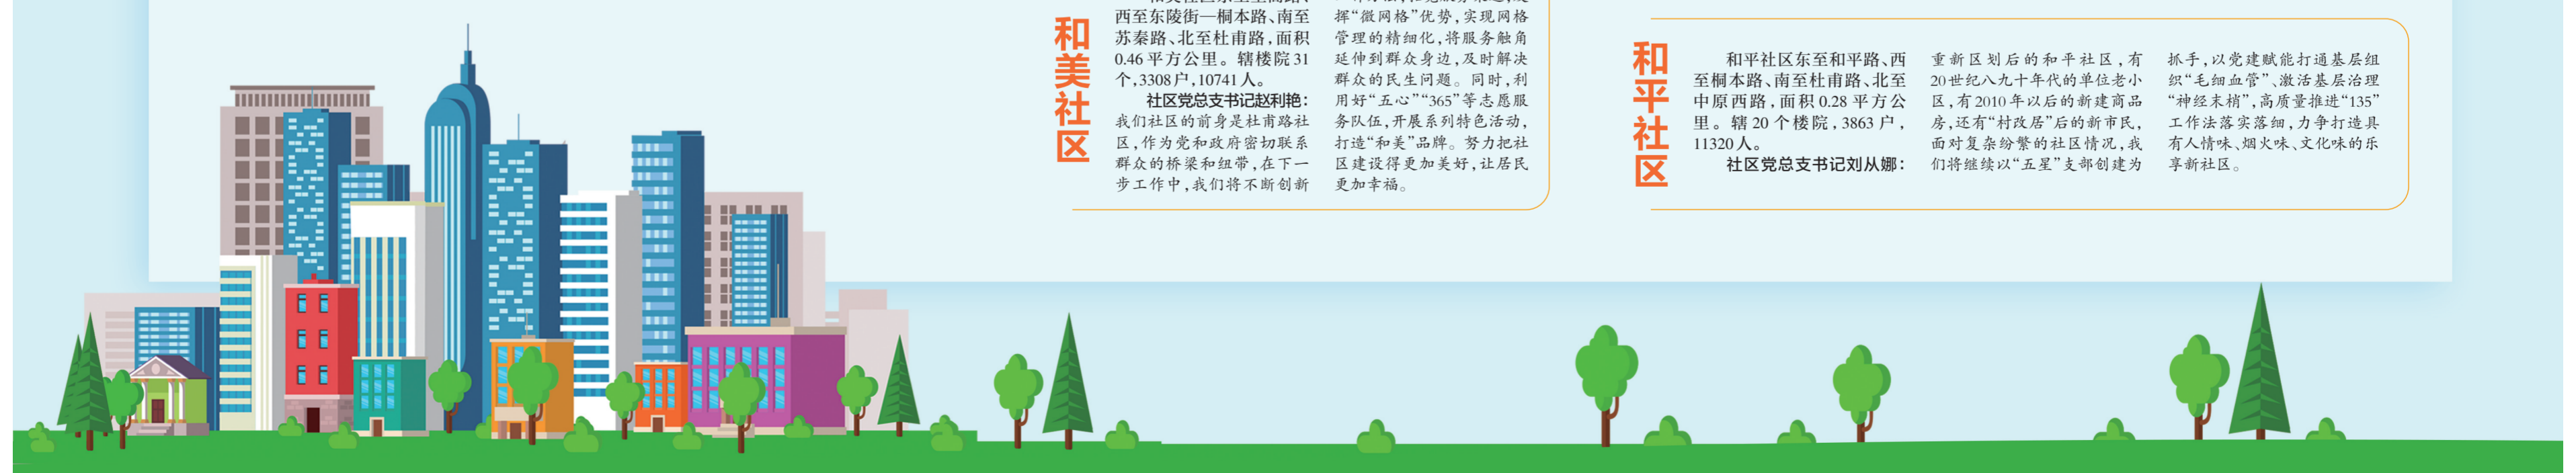 和美社区
西至东陵街—桐本路、南至
苏秦路、北至杜甫路，面积
0.46平方公里。辖楼院31
个，3308户，10741人。
社区党总支书记赵利艳：
我们社区的前身是杜甫路社
区，作为党和政府密切联系
群众的桥梁和纽带，在下一
步工作中，我们将不断创新
挥“微网格”优势，实现网格
管理的精细化，将服务触角
延伸到群众身边，及时解决
群众的民生问题。同时，利
用好“五心”“365”等志愿服
务队伍，开展系列特色活动，
打造“和美”品牌。努力把社
区建设得更加美好，让居民
更加幸福。
和平社区
和平社区东至和平路、西
至桐本路、南至杜甫路、北至
中原西路，面积0.28平方公
里。辖20个楼院，3863户，
11320人。
社区党总支书记刘从娜：
重新区划后的和平社区，有
20世纪八九十年代的单位老小
区，有2010年以后的新建商品
房，还有“村改居”后的新市民，
面对复杂纷繁的社区情况，我
们将继续以“五星”支部创建为
抓手，以党建赋能打通基层组
织“毛细血管”、激活基层治理
“神经末梢”，高质量推进“135”
工作法落实落细，力争打造具
有人情味、烟火味、文化味的乐
享新社区。